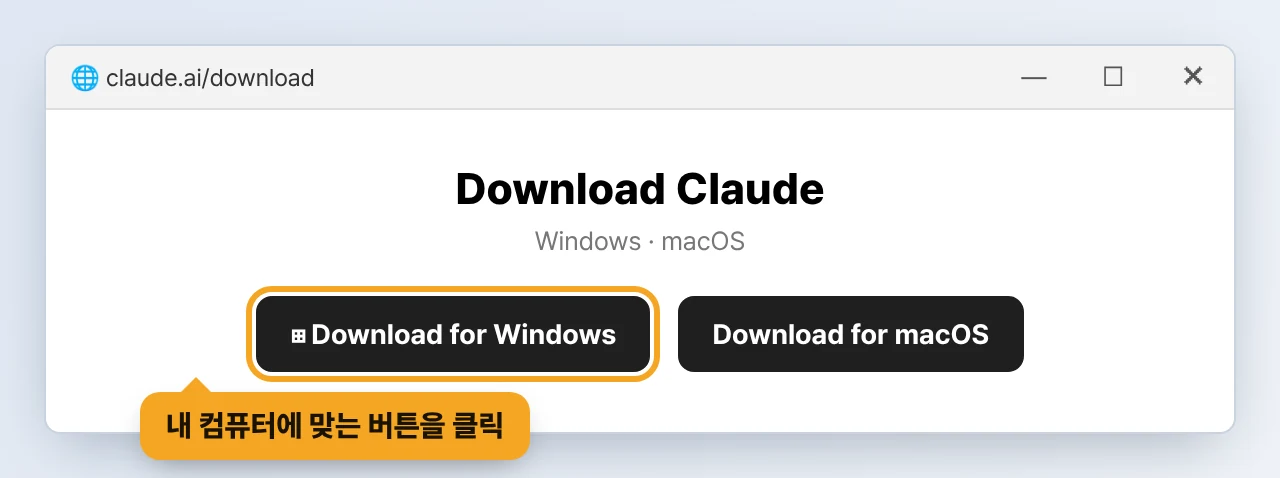 claude.ai/download
Download Claude
Windows · macOS
Download for Windows
Download for macOS
내 컴퓨터에 맞는 버튼을 클릭